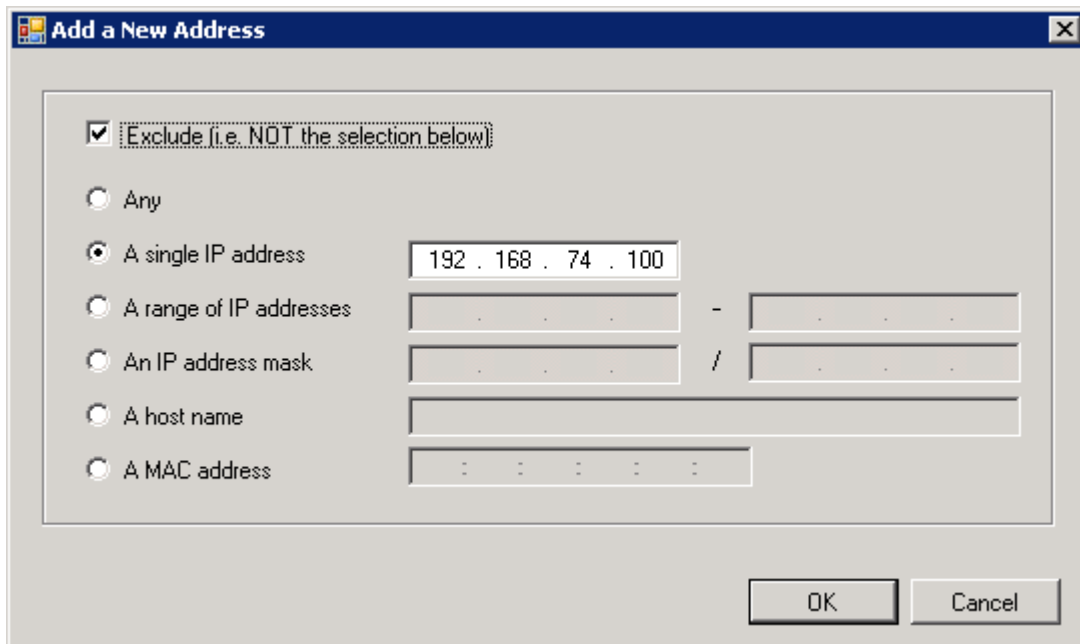 Add a New Address
Exclude (i.e. NOT the selection below)
Any
A single IP address 192 . 168 . 74 . 100
A range of IP addresses . . . - . . .
An IP address mask . . . / . . .
A host name
A MAC address : : : : :
OK Cancel